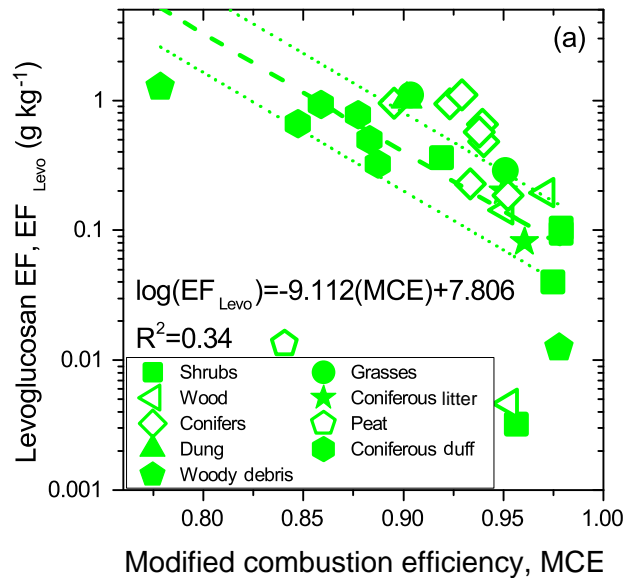 (a)
Levoglucosan EF, EF Levo (g kg⁻¹)
1
0.1
0.01
0.001
log(EF Levo)=-9.112(MCE)+7.806
R²=0.34
Shrubs
Wood
Conifers
Dung
Woody debris
Grasses
Coniferous litter
Peat
Coniferous duff
0.80 0.85 0.90 0.95 1.00
Modified combustion efficiency, MCE